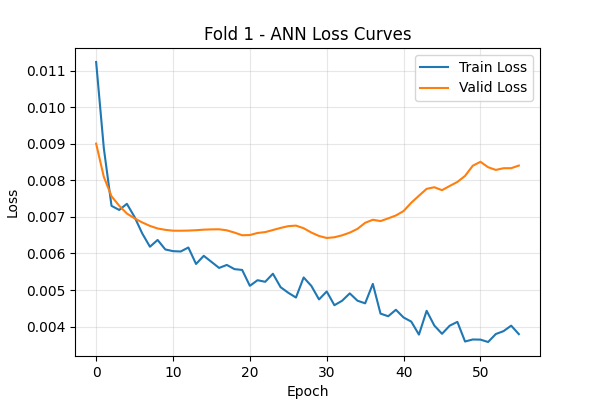 Fold 1 - ANN Loss Curves
Train Loss
Valid Loss
0.011
0.010
0.009
0.008
0.007
0.006
0.005
0.004
Loss
0 10 20 30 40 50
Epoch